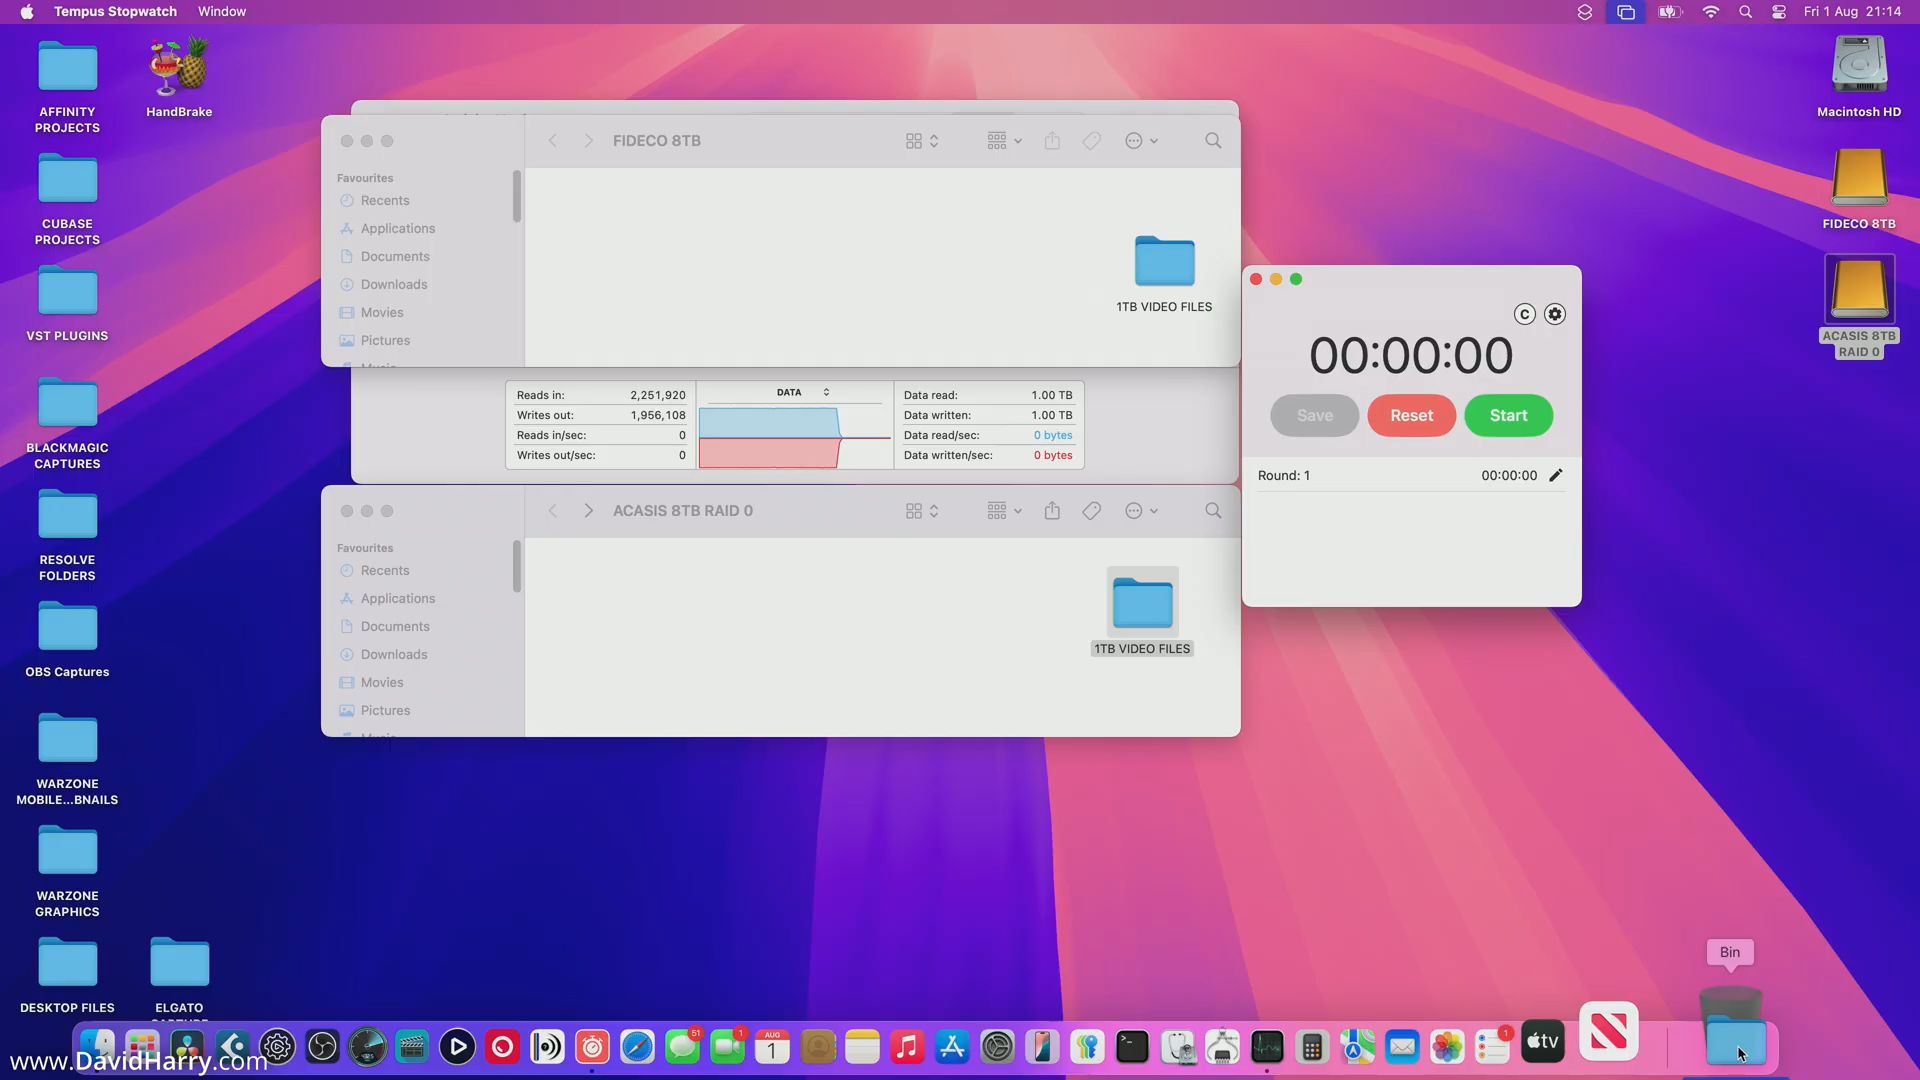 Tempus Stopwatch Window
Fri 1 Aug 21:14
AFFINITY
PROJECTS
HandBrake
CUBASE
PROJECTS
VST PLUGINS
BLACKMAGIC
CAPTURES
RESOLVE
FOLDERS
OBS Captures
WARZONE
MOBILE...BNAILS
WARZONE
GRAPHICS
DESKTOP FILES
ELGATO
FIDECO 8TB
Favourites
Recents
Applications
Documents
Downloads
Movies
Pictures
1TB VIDEO FILES
Reads in: 2,251,920
Writes out: 1,956,108
Reads in/sec: 0
Writes out/sec: 0
DATA
Data read: 1.00 TB
Data written: 1.00 TB
Data read/sec: 0 bytes
Data written/sec: 0 bytes
ACASIS 8TB RAID 0
Favourites
Recents
Applications
Documents
Downloads
Movies
Pictures
1TB VIDEO FILES
C
00:00:00
Save
Reset
Start
Round: 1 00:00:00
Macintosh HD
FIDECO 8TB
ACASIS 8TB
RAID 0
Bin
51
1
AUG
1
1
tv
www.DavidHarry.com